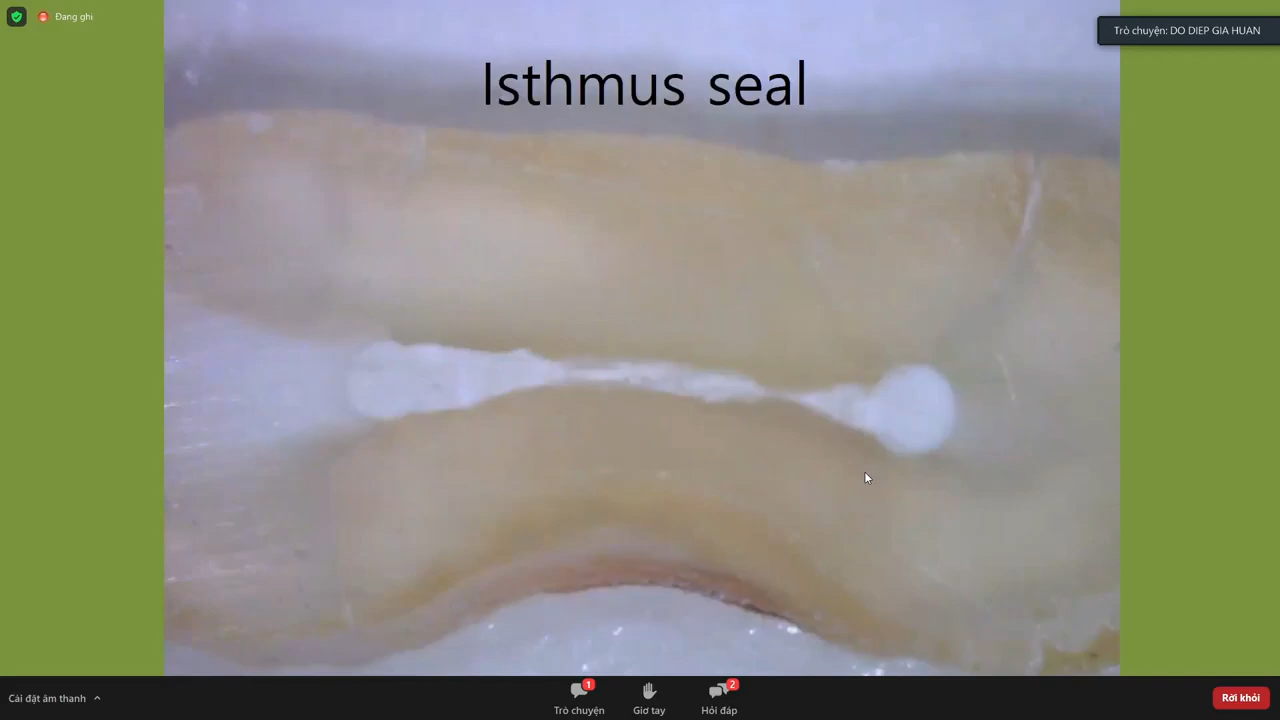 Đang ghi
Trò chuyện: DO DIEP GIA HUAN
Isthmus seal
Cài đặt âm thanh
1
Trò chuyện
Giơ tay
2
Hỏi đáp
Rời khỏi